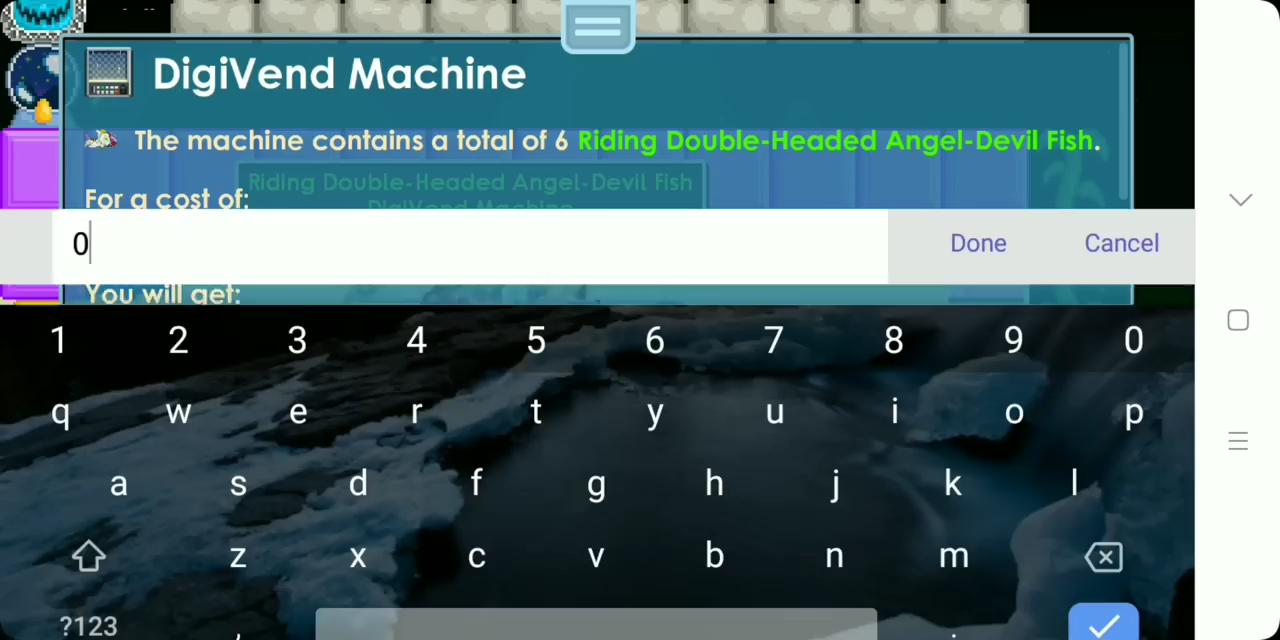 DigiVend Machine
The machine contains a total of 6 Riding Double-Headed Angel-Devil Fish.
Riding Double-Headed Angel-Devil Fish
DigiVend Machine
For a cost of:
0
Done
Cancel
You will get:
1 2 3 4 5 6 7 8 9 0
q w e r t y u i o p
a s d f g h j k l
z x c v b n m
?123 , .